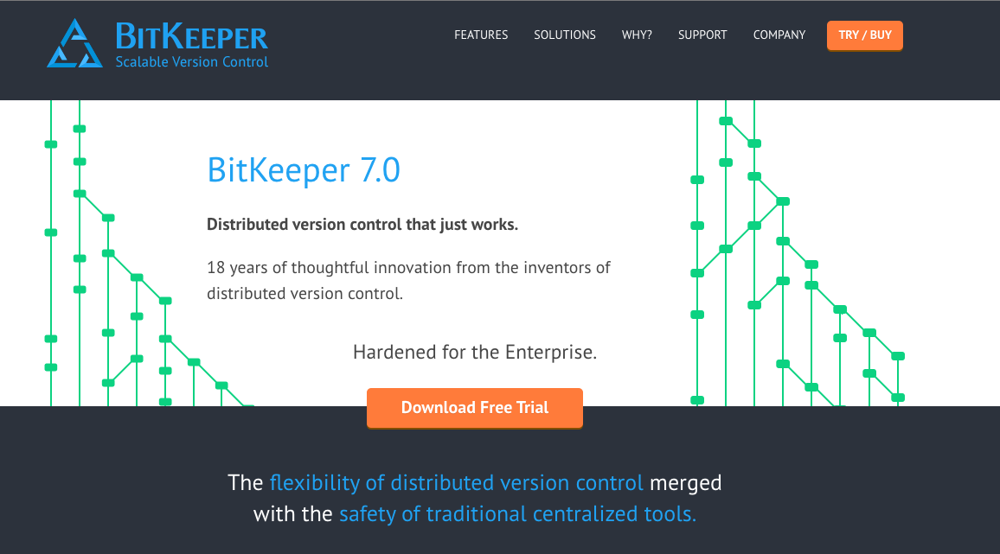 BITKEEPER
Scalable Version Control
FEATURES SOLUTIONS WHY? SUPPORT COMPANY TRY / BUY
BitKeeper 7.0
Distributed version control that just works.
18 years of thoughtful innovation from the inventors of
distributed version control.
Hardened for the Enterprise.
Download Free Trial
The flexibility of distributed version control merged
with the safety of traditional centralized tools.